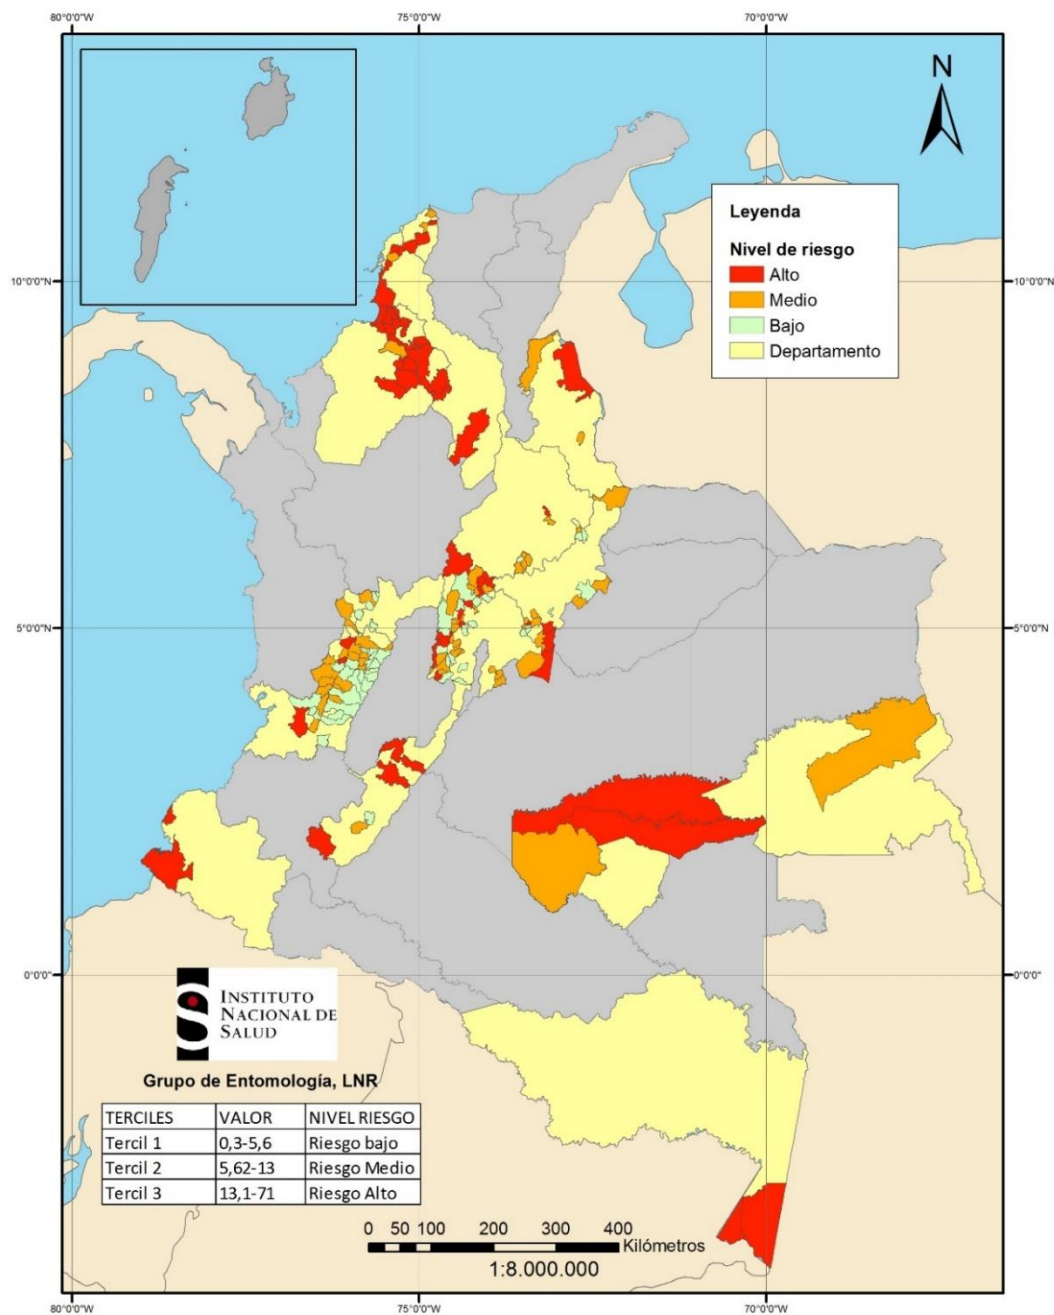 80°0'0"W 75°0'0"W 70°0'0"W
N
Leyenda
Nivel de riesgo
Alto
Medio
Bajo
Departamento
10°0'0"N 10°0'0"N
5°0'0"N 5°0'0"N
0°0'0"N 0°0'0"N
INSTITUTO
NACIONAL DE
SALUD
Grupo de Entomología, LNR
TERCILES VALOR NIVEL RIESGO
Tercil 1 0,3-5,6 Riesgo bajo
Tercil 2 5,62-13 Riesgo Medio
Tercil 3 13,1-71 Riesgo Alto
0 50 100 200 300 400
Kilómetros
1:8.000.000
80°0'0"W 75°0'0"W 70°0'0"W